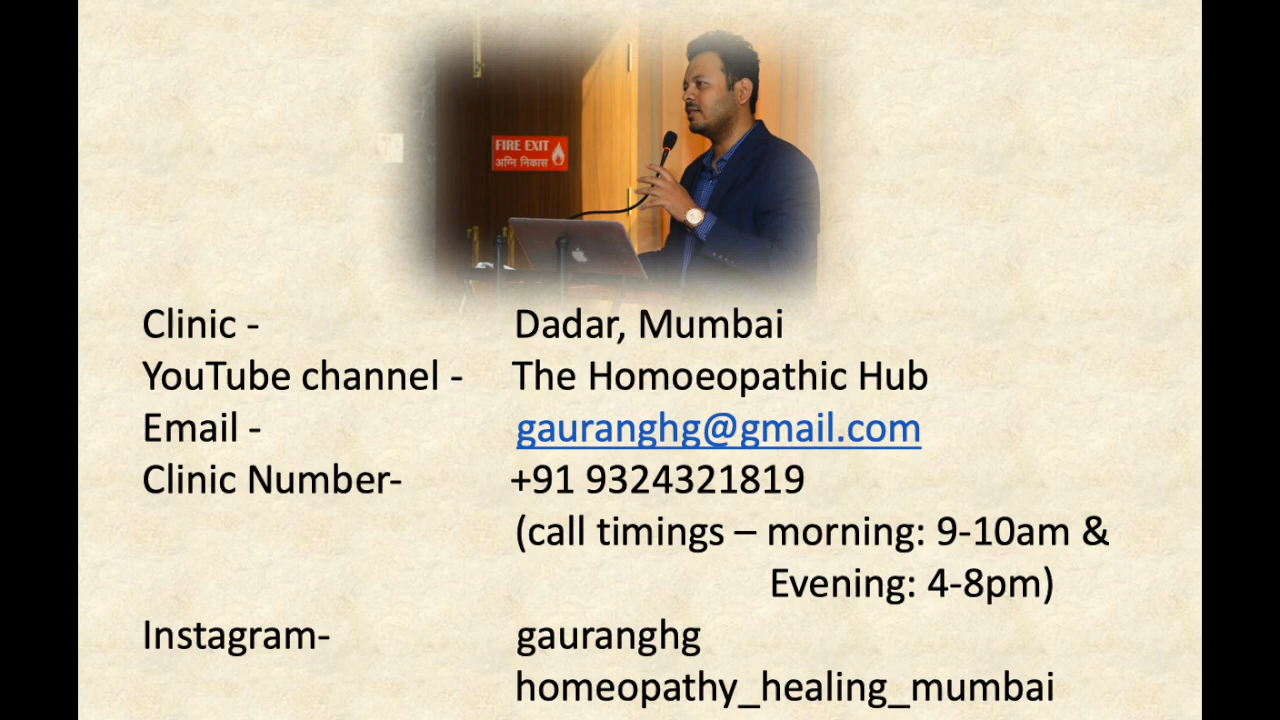 FIRE EXIT
अग्नि निकास
Clinic - Dadar, Mumbai
YouTube channel - The Homoeopathic Hub
Email - gauranghg@gmail.com
Clinic Number- +91 9324321819
(call timings – morning: 9-10am &
Evening: 4-8pm)
Instagram- gauranghg
homeopathy_healing_mumbai